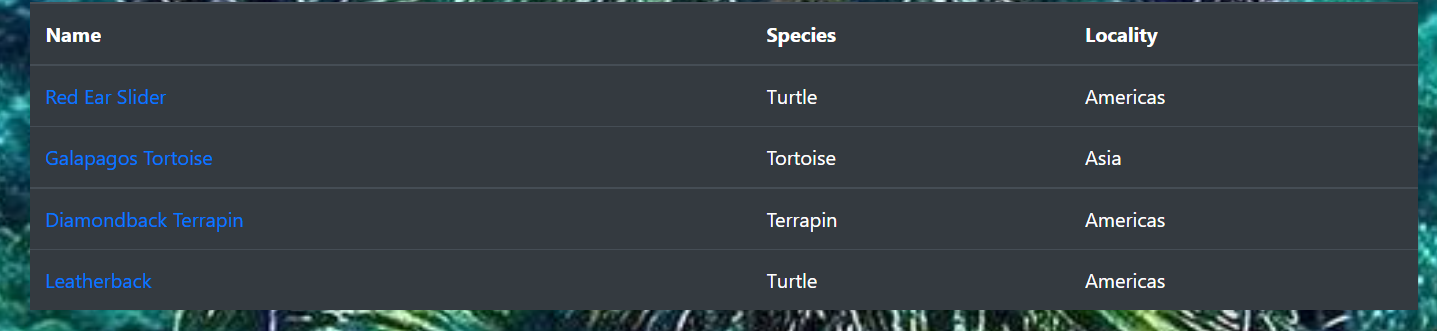 Name Species Locality
Red Ear Slider Turtle Americas
Galapagos Tortoise Tortoise Asia
Diamondback Terrapin Terrapin Americas
Leatherback Turtle Americas